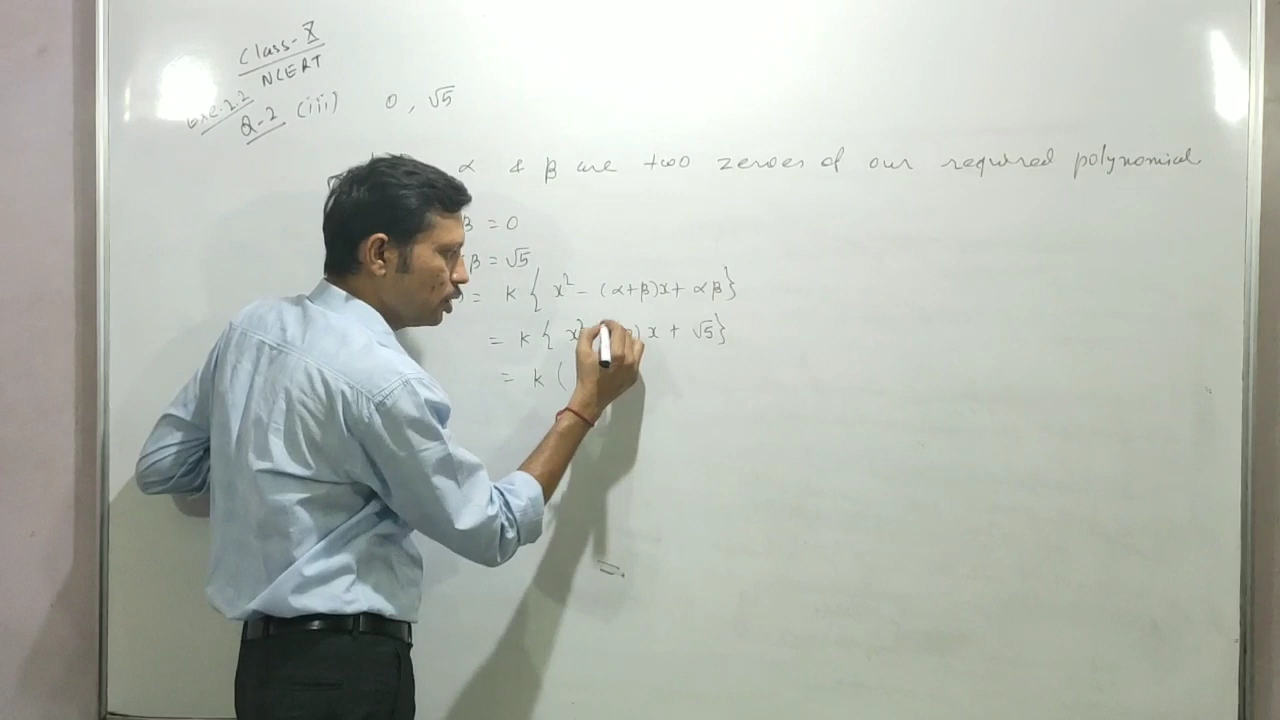 Class-X
NCERT
Exe.2.2
Q-2 (iii) 0, √5
α & β are two zeroes of our required polynomial
β = 0
β = √5
= K { x² - (α+β)x + αβ}
= K { x² ) x + √5}
= K (